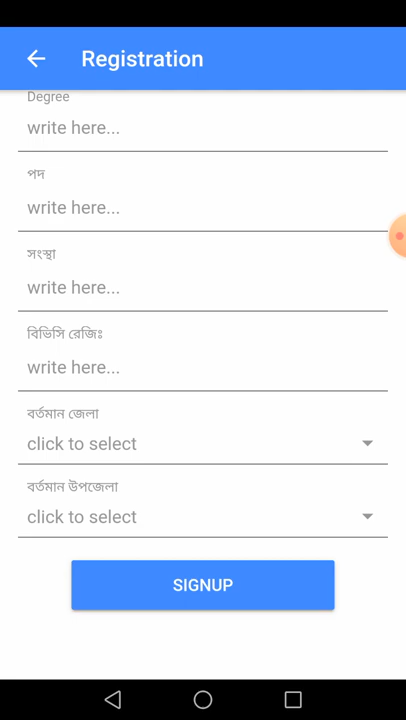 Registration
Degree
write here...
পদ
write here...
সংস্থা
write here...
বিভিসি রেজিঃ
write here...
বর্তমান জেলা
click to select
বর্তমান উপজেলা
click to select
SIGNUP